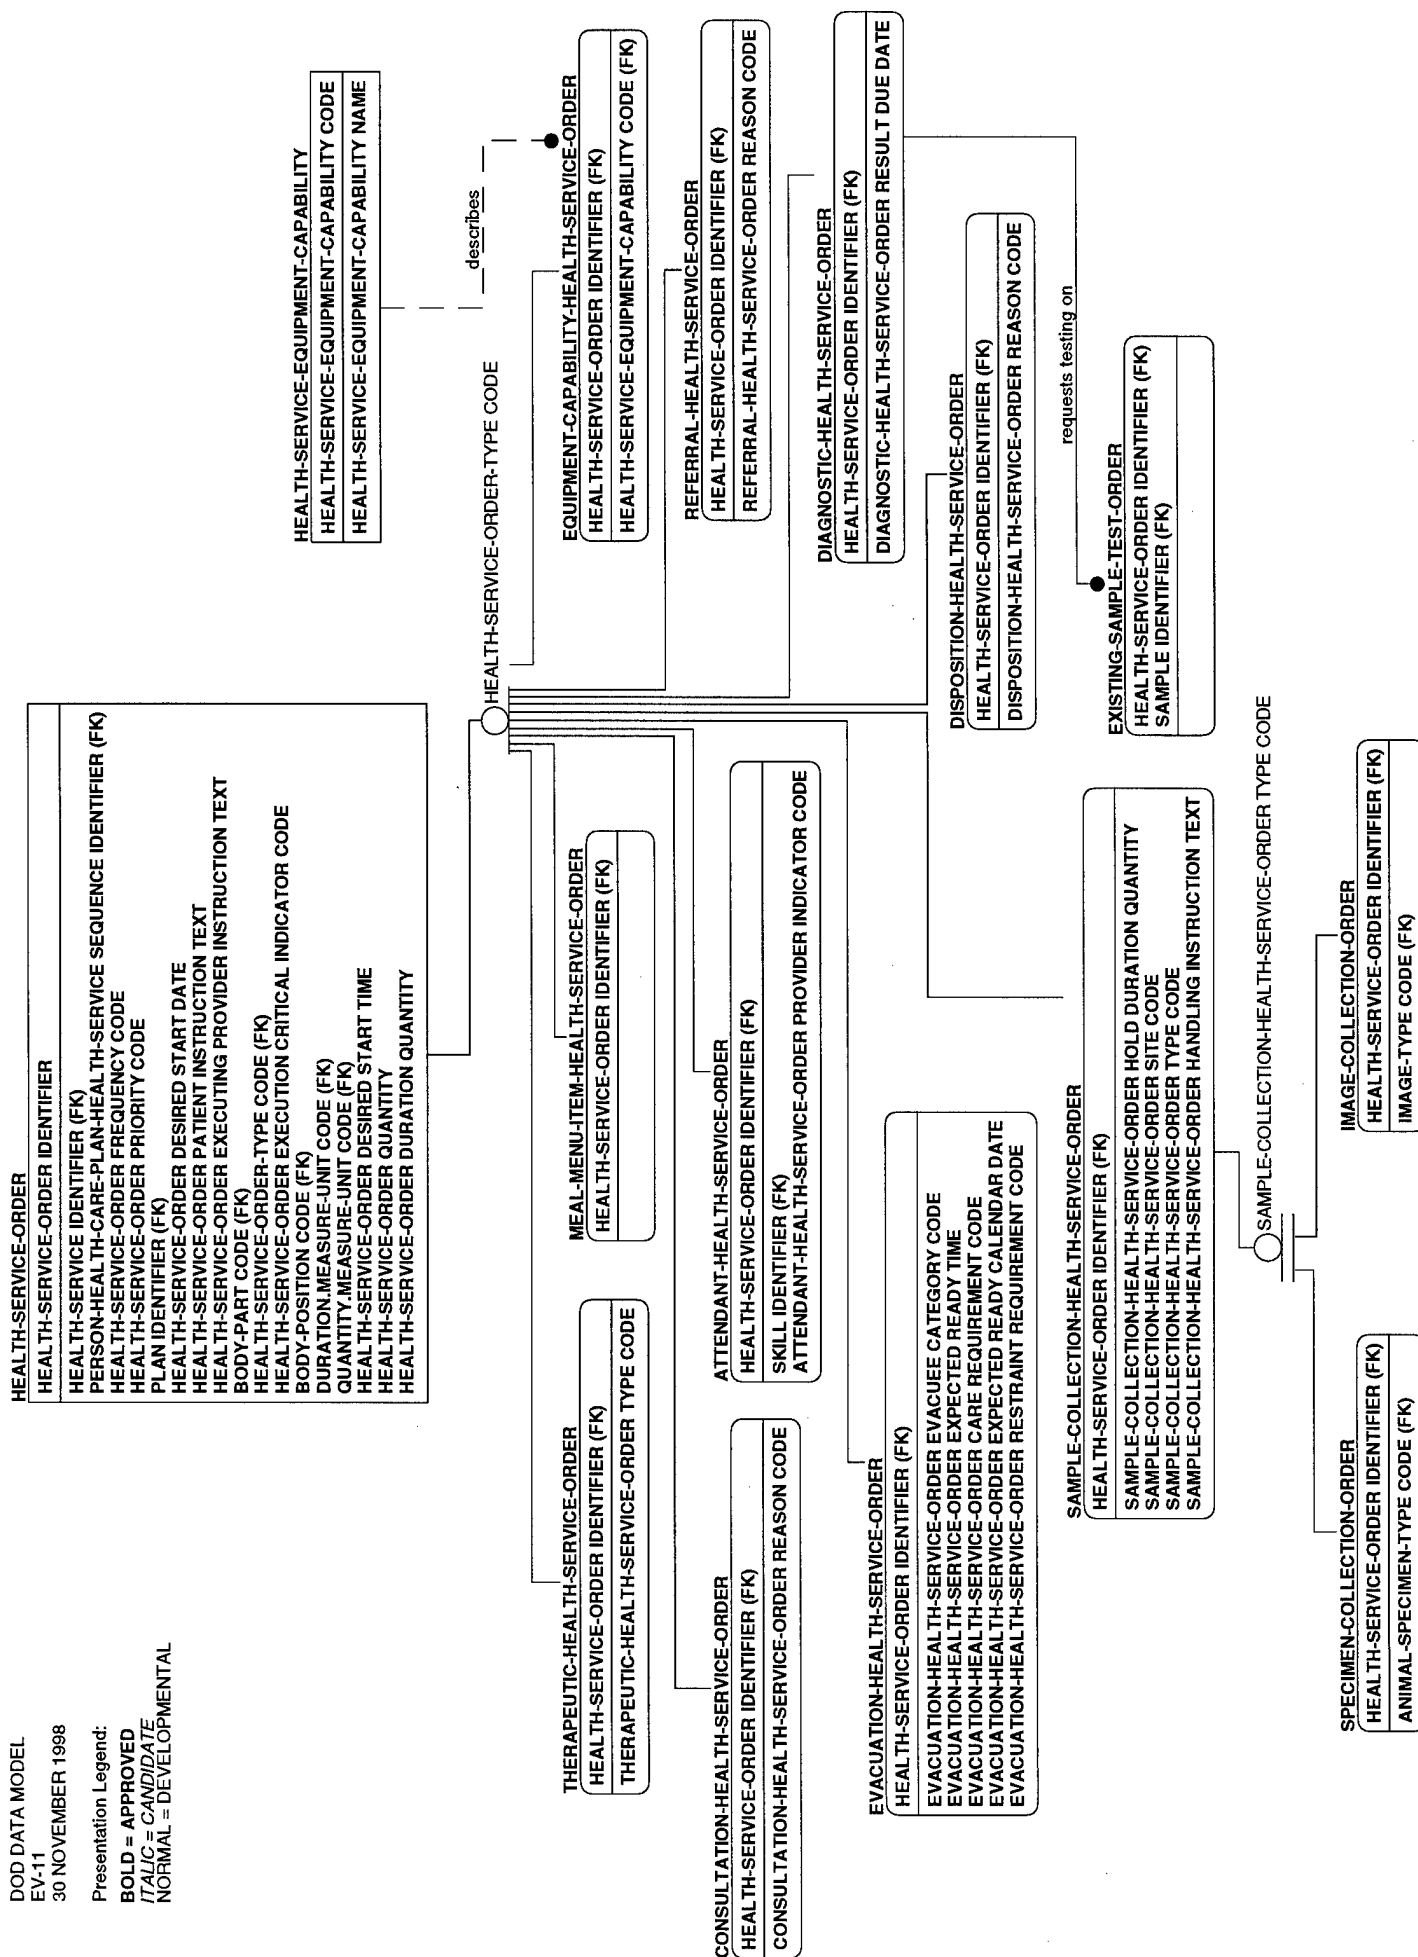 DOD DATA MODEL
EV-11
30 NOVEMBER 1998
Presentation Legend:
BOLD = APPROVED
ITALIC = CANDIDATE
NORMAL = DEVELOPMENTAL
HEALTH-SERVICE-ORDER
HEALTH-SERVICE-ORDER IDENTIFIER
HEALTH-SERVICE IDENTIFIER (FK)
PERSON-HEALTH-CARE-PLAN-HEALTH-SERVICE SEQUENCE IDENTIFIER (FK)
HEALTH-SERVICE-ORDER FREQUENCY CODE
HEALTH-SERVICE-ORDER PRIORITY CODE
PLAN IDENTIFIER (FK)
HEALTH-SERVICE-ORDER DESIRED START DATE
HEALTH-SERVICE-ORDER PATIENT INSTRUCTION TEXT
HEALTH-SERVICE-ORDER EXECUTING PROVIDER INSTRUCTION TEXT
BODY-PART CODE (FK)
HEALTH-SERVICE-ORDER-TYPE CODE (FK)
HEALTH-SERVICE-ORDER EXECUTION CRITICAL INDICATOR CODE
BODY-POSITION CODE (FK)
DURATION.MEASURE-UNIT CODE (FK)
QUANTITY.MEASURE-UNIT CODE (FK)
HEALTH-SERVICE-ORDER DESIRED START TIME
HEALTH-SERVICE-ORDER QUANTITY
HEALTH-SERVICE-ORDER DURATION QUANTITY
HEALTH-SERVICE-EQUIPMENT-CAPABILITY
HEALTH-SERVICE-EQUIPMENT-CAPABILITY CODE
HEALTH-SERVICE-EQUIPMENT-CAPABILITY NAME
describes
HEALTH-SERVICE-ORDER-TYPE CODE
THERAPEUTIC-HEALTH-SERVICE-ORDER
HEALTH-SERVICE-ORDER IDENTIFIER (FK)
THERAPEUTIC-HEALTH-SERVICE-ORDER TYPE CODE
MEAL-MENU-ITEM-HEALTH-SERVICE-ORDER
HEALTH-SERVICE-ORDER IDENTIFIER (FK)
EQUIPMENT-CAPABILITY-HEALTH-SERVICE-ORDER
HEALTH-SERVICE-ORDER IDENTIFIER (FK)
HEALTH-SERVICE-EQUIPMENT-CAPABILITY CODE (FK)
CONSULTATION-HEALTH-SERVICE-ORDER
HEALTH-SERVICE-ORDER IDENTIFIER (FK)
CONSULTATION-HEALTH-SERVICE-ORDER REASON CODE
ATTENDANT-HEALTH-SERVICE-ORDER
HEALTH-SERVICE-ORDER IDENTIFIER (FK)
SKILL IDENTIFIER (FK)
ATTENDANT-HEALTH-SERVICE-ORDER PROVIDER INDICATOR CODE
REFERRAL-HEALTH-SERVICE-ORDER
HEALTH-SERVICE-ORDER IDENTIFIER (FK)
REFERRAL-HEALTH-SERVICE-ORDER REASON CODE
DIAGNOSTIC-HEALTH-SERVICE-ORDER
HEALTH-SERVICE-ORDER IDENTIFIER (FK)
DIAGNOSTIC-HEALTH-SERVICE-ORDER RESULT DUE DATE
EVACUATION-HEALTH-SERVICE-ORDER
HEALTH-SERVICE-ORDER IDENTIFIER (FK)
EVACUATION-HEALTH-SERVICE-ORDER EVACUEE CATEGORY CODE
EVACUATION-HEALTH-SERVICE-ORDER EXPECTED READY TIME
EVACUATION-HEALTH-SERVICE-ORDER CARE REQUIREMENT CODE
EVACUATION-HEALTH-SERVICE-ORDER EXPECTED READY CALENDAR DATE
EVACUATION-HEALTH-SERVICE-ORDER RESTRAINT REQUIREMENT CODE
DISPOSITION-HEALTH-SERVICE-ORDER
HEALTH-SERVICE-ORDER IDENTIFIER (FK)
DISPOSITION-HEALTH-SERVICE-ORDER REASON CODE
requests testing on
SAMPLE-COLLECTION-HEALTH-SERVICE-ORDER
HEALTH-SERVICE-ORDER IDENTIFIER (FK)
SAMPLE-COLLECTION-HEALTH-SERVICE-ORDER HOLD DURATION QUANTITY
SAMPLE-COLLECTION-HEALTH-SERVICE-ORDER SITE CODE
SAMPLE-COLLECTION-HEALTH-SERVICE-ORDER TYPE CODE
SAMPLE-COLLECTION-HEALTH-SERVICE-ORDER HANDLING INSTRUCTION TEXT
EXISTING-SAMPLE-TEST-ORDER
HEALTH-SERVICE-ORDER IDENTIFIER (FK)
SAMPLE IDENTIFIER (FK)
SAMPLE-COLLECTION-HEALTH-SERVICE-ORDER TYPE CODE
SPECIMEN-COLLECTION-ORDER
HEALTH-SERVICE-ORDER IDENTIFIER (FK)
ANIMAL-SPECIMEN-TYPE CODE (FK)
IMAGE-COLLECTION-ORDER
HEALTH-SERVICE-ORDER IDENTIFIER (FK)
IMAGE-TYPE CODE (FK)